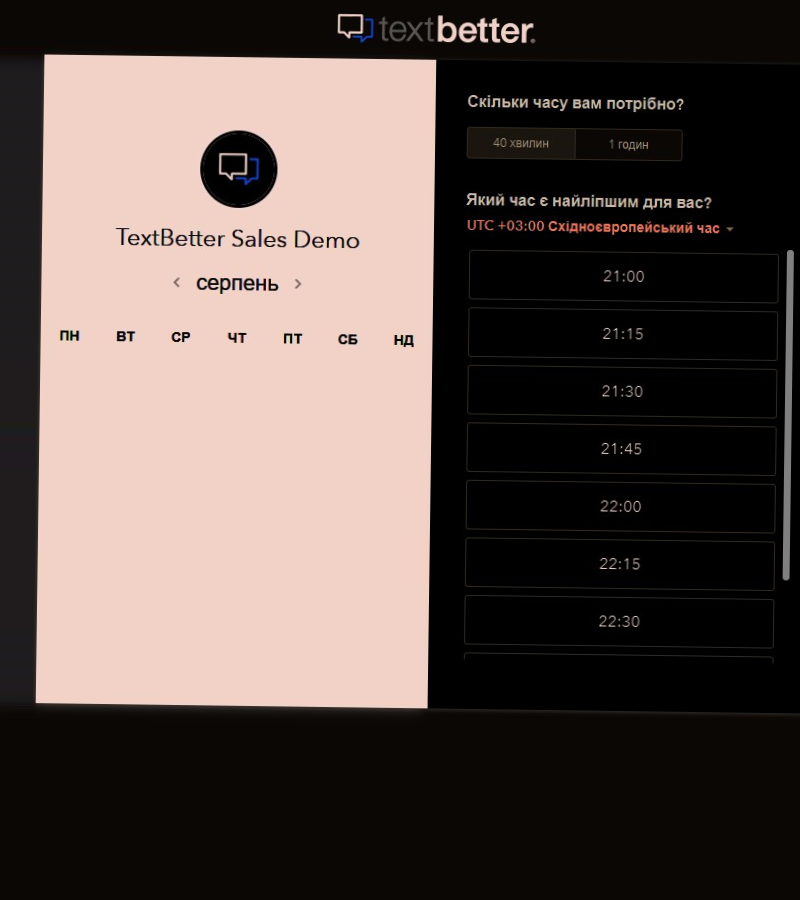 textbetter.
TextBetter Sales Demo
серпень
ПН ВТ СР ЧТ ПТ СБ НД
Скільки часу вам потрібно?
40 хвилин 1 годин
Який час є найліпшим для вас?
UTC +03:00 Східноєвропейський час
21:00
21:15
21:30
21:45
22:00
22:15
22:30